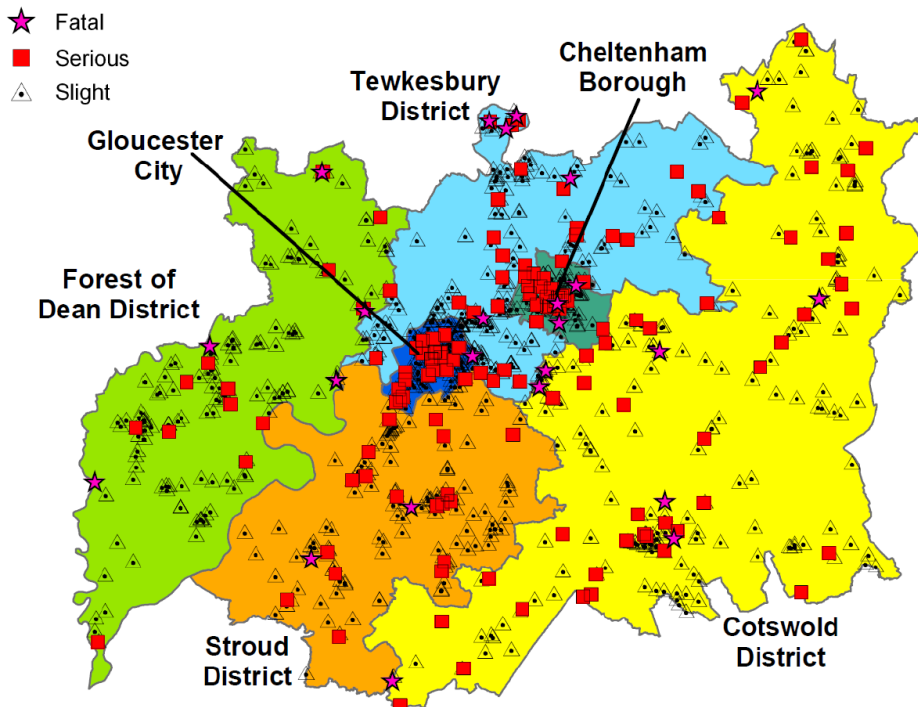 Fatal
Serious
Slight
Cheltenham
Borough
Tewkesbury
District
Gloucester
City
Forest of
Dean District
Stroud
District
Cotswold
District